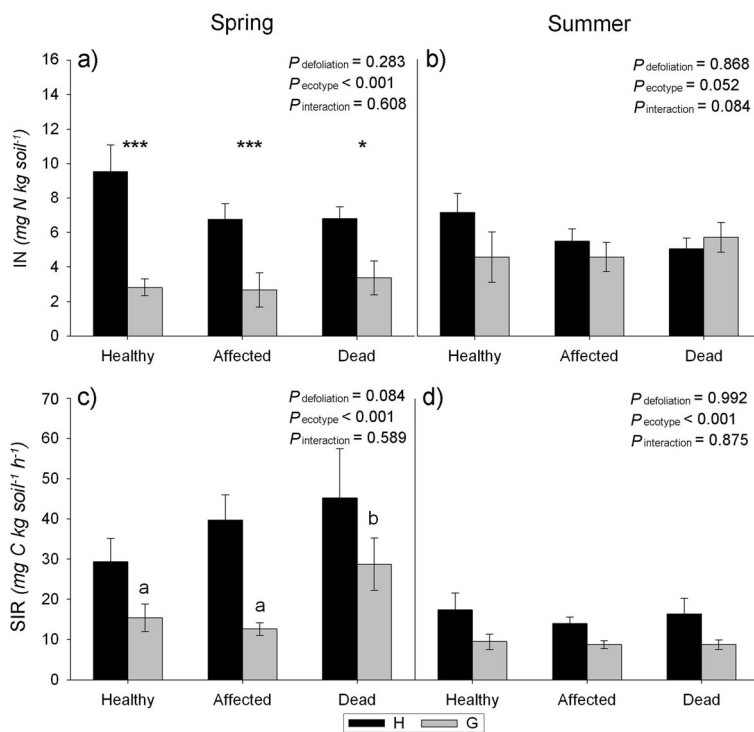 Spring
Summer
a)
P defoliation = 0.283
P ecotype < 0.001
P interaction = 0.608
*** *** *
IN (mg N kg soil⁻¹)
16
14
12
10
8
6
4
2
0
Healthy Affected Dead
b)
P defoliation = 0.868
P ecotype = 0.052
P interaction = 0.084
Healthy Affected Dead
c)
P defoliation = 0.084
P ecotype < 0.001
P interaction = 0.589
SIR (mg C kg soil⁻¹ h⁻¹)
70
60
50
40
30
20
10
0
a a b
Healthy Affected Dead
d)
P defoliation = 0.992
P ecotype < 0.001
P interaction = 0.875
Healthy Affected Dead
H G